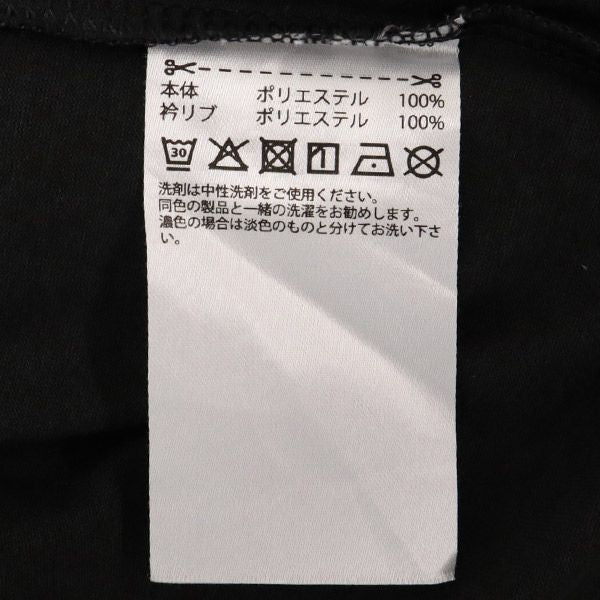 本体 ポリエステル 100%
衿リブ ポリエステル 100%
30
洗剤は中性洗剤をご使用ください。
同色の製品と一緒の洗濯をお勧めします。
濃色の場合は淡色のものと分けてお洗い下さ
い。